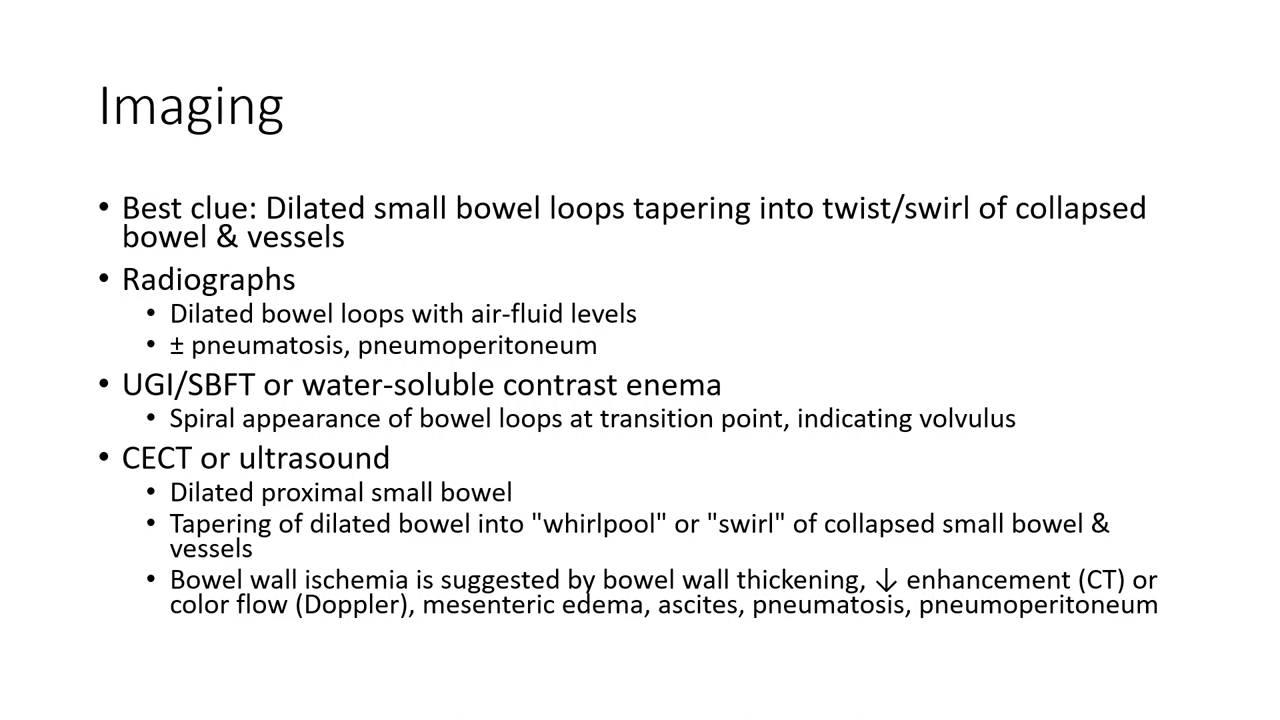 Imaging
• Best clue: Dilated small bowel loops tapering into twist/swirl of collapsed
bowel & vessels
• Radiographs
• Dilated bowel loops with air-fluid levels
• ± pneumatosis, pneumoperitoneum
• UGI/SBFT or water-soluble contrast enema
• Spiral appearance of bowel loops at transition point, indicating volvulus
• CECT or ultrasound
• Dilated proximal small bowel
• Tapering of dilated bowel into "whirlpool" or "swirl" of collapsed small bowel &
vessels
• Bowel wall ischemia is suggested by bowel wall thickening, ↓ enhancement (CT) or
color flow (Doppler), mesenteric edema, ascites, pneumatosis, pneumoperitoneum